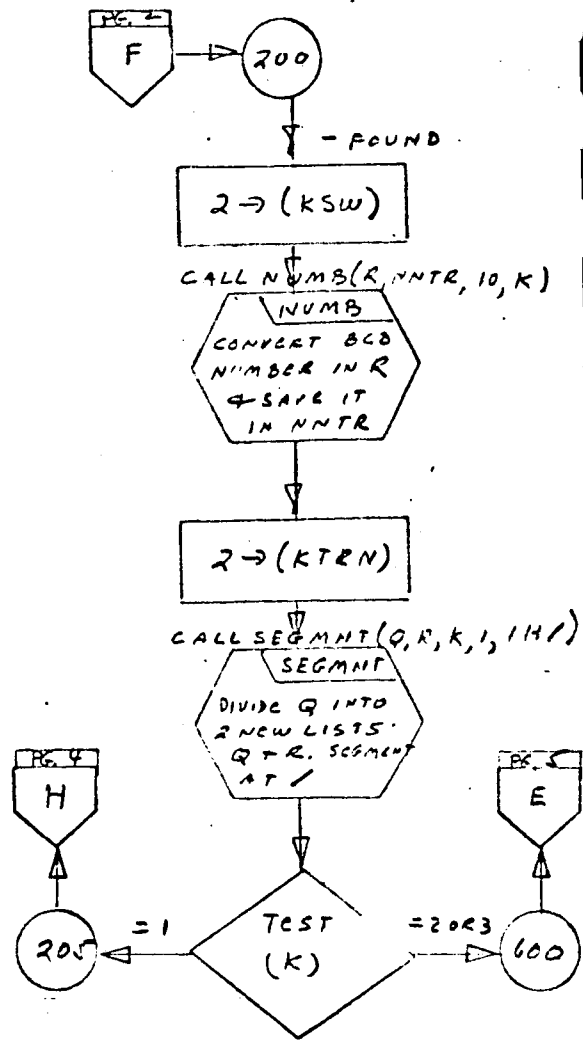 PG. 2
F
200
- FOUND
2 → (KSW)
CALL NUMB(R, NNTR, 10, K)
NUMB
CONVERT BCD
NUMBER IN R
& SAVE IT
IN NNTR
2 → (KTRN)
CALL SEGMNT(Q, R, K, 1, 1H/)
SEGMNT
DIVIDE Q INTO
2 NEW LISTS
Q + R. SEGMENT
AT /
PG. 4
H
PG. 5
E
205
= 1
TEST
(K)
= 2 OR 3
600